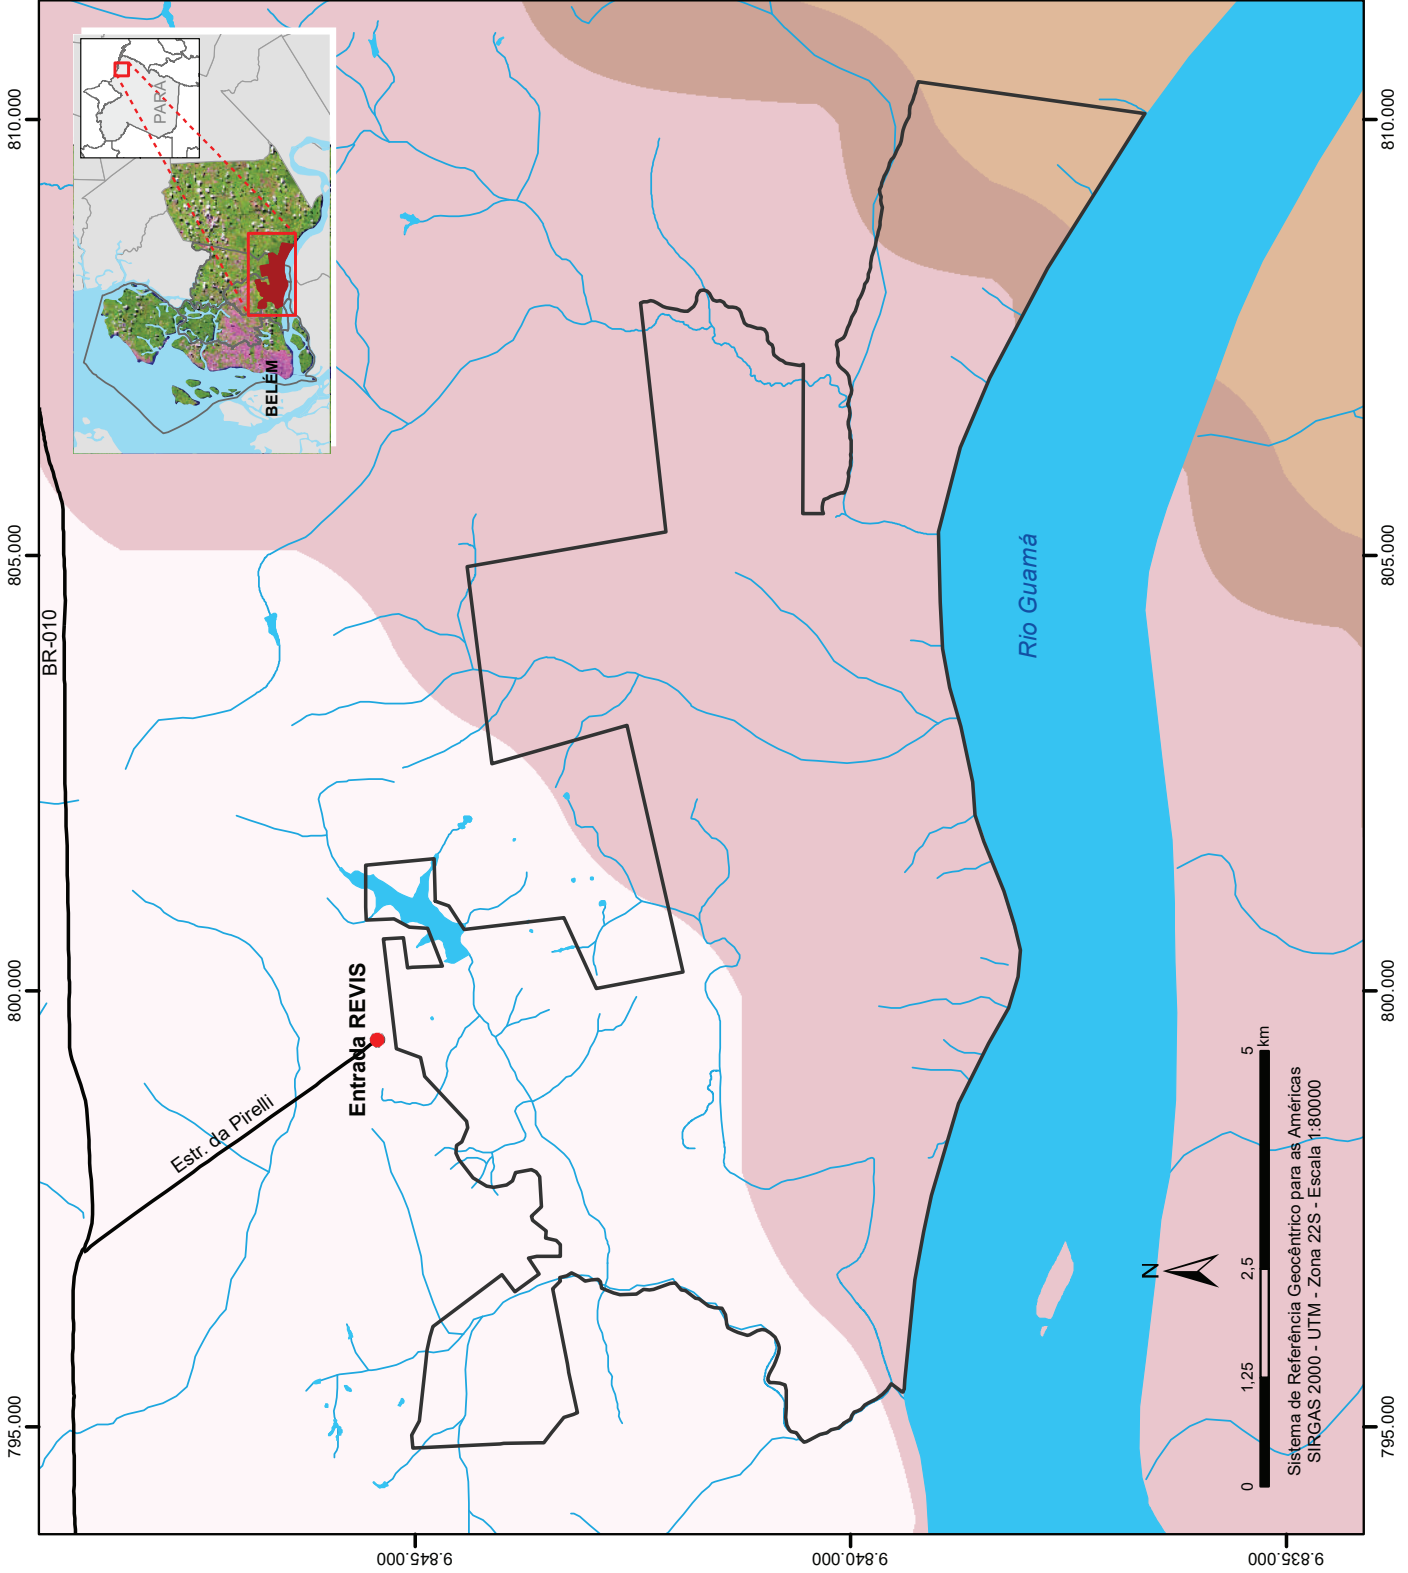 810.000
805.000
800.000
795.000
PARÁ
BELÉM
BR-010
Estr. da Pirelli
Entrada REVIS
Rio Guamá
N
0 1,25 2,5 5
km
Sistema de Referência Geocêntrico para as Américas
SIRGAS 2000 - UTM - Zona 22S - Escala 1:80000
9.845.000
9.840.000
9.835.000
810.000
805.000
800.000
795.000